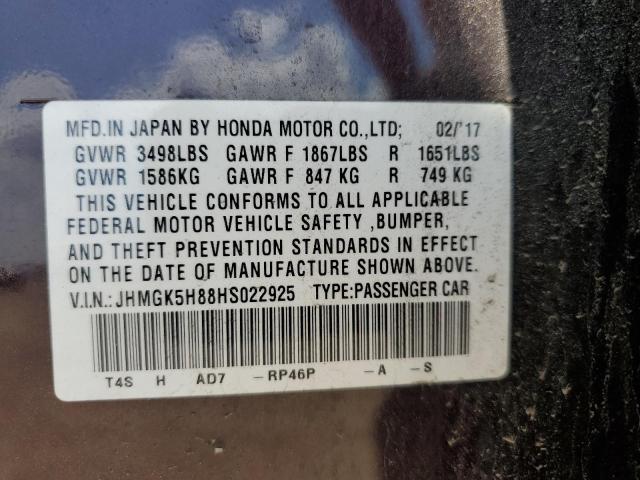 MFD.IN JAPAN BY HONDA MOTOR CO.,LTD; 02/'17
GVWR 3498LBS GAWR F 1867LBS R 1651LBS
GVWR 1586KG GAWR F 847 KG R 749 KG
THIS VEHICLE CONFORMS TO ALL APPLICABLE
FEDERAL MOTOR VEHICLE SAFETY ,BUMPER,
AND THEFT PREVENTION STANDARDS IN EFFECT
ON THE DATE OF MANUFACTURE SHOWN ABOVE.
V.I.N.:JHMGK5H88HS022925 TYPE:PASSENGER CAR
T4S H AD7 -RP46P -A -S